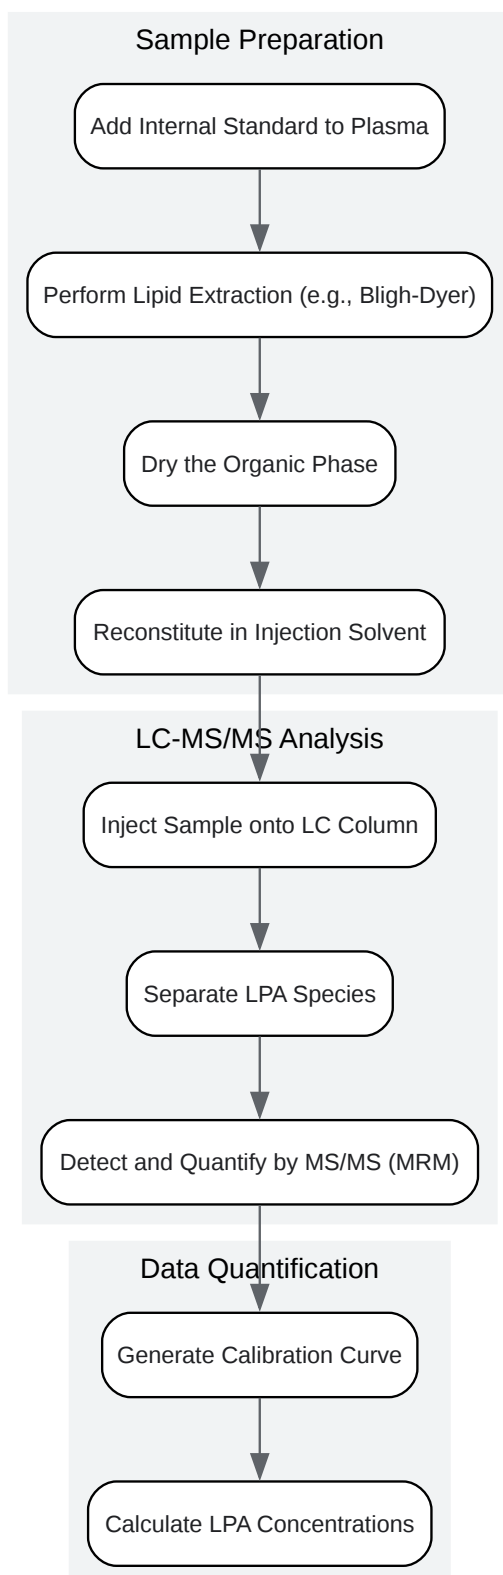 Sample Preparation
Add Internal Standard to Plasma
Perform Lipid Extraction (e.g., Bligh-Dyer)
Dry the Organic Phase
Reconstitute in Injection Solvent
LC-MS/MS Analysis
Inject Sample onto LC Column
Separate LPA Species
Detect and Quantify by MS/MS (MRM)
Data Quantification
Generate Calibration Curve
Calculate LPA Concentrations